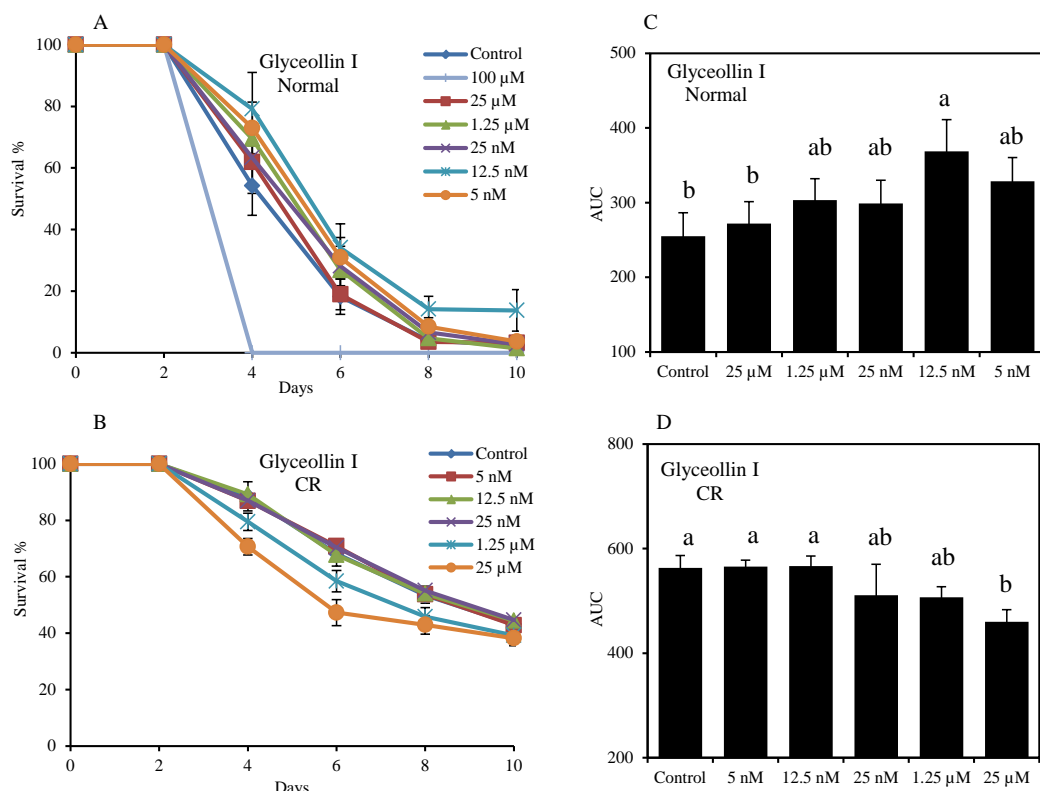 A
Glyceollin I
Normal
Survival %
100
80
60
40
20
0
0 2 4 6 8 10
Days
Control
100 µM
25 µM
1.25 µM
25 nM
12.5 nM
5 nM
C
Glyceollin I
Normal
AUC
500
400
300
200
100
b b ab ab a ab
Control 25 µM 1.25 µM 25 nM 12.5 nM 5 nM
B
Glyceollin I
CR
Survival %
100
80
60
40
20
0
0 2 4 6 8 10
Days
Control
5 nM
12.5 nM
25 nM
1.25 µM
25 µM
D
Glyceollin I
CR
AUC
800
600
400
200
a a a ab ab b
Control 5 nM 12.5 nM 25 nM 1.25 µM 25 µM